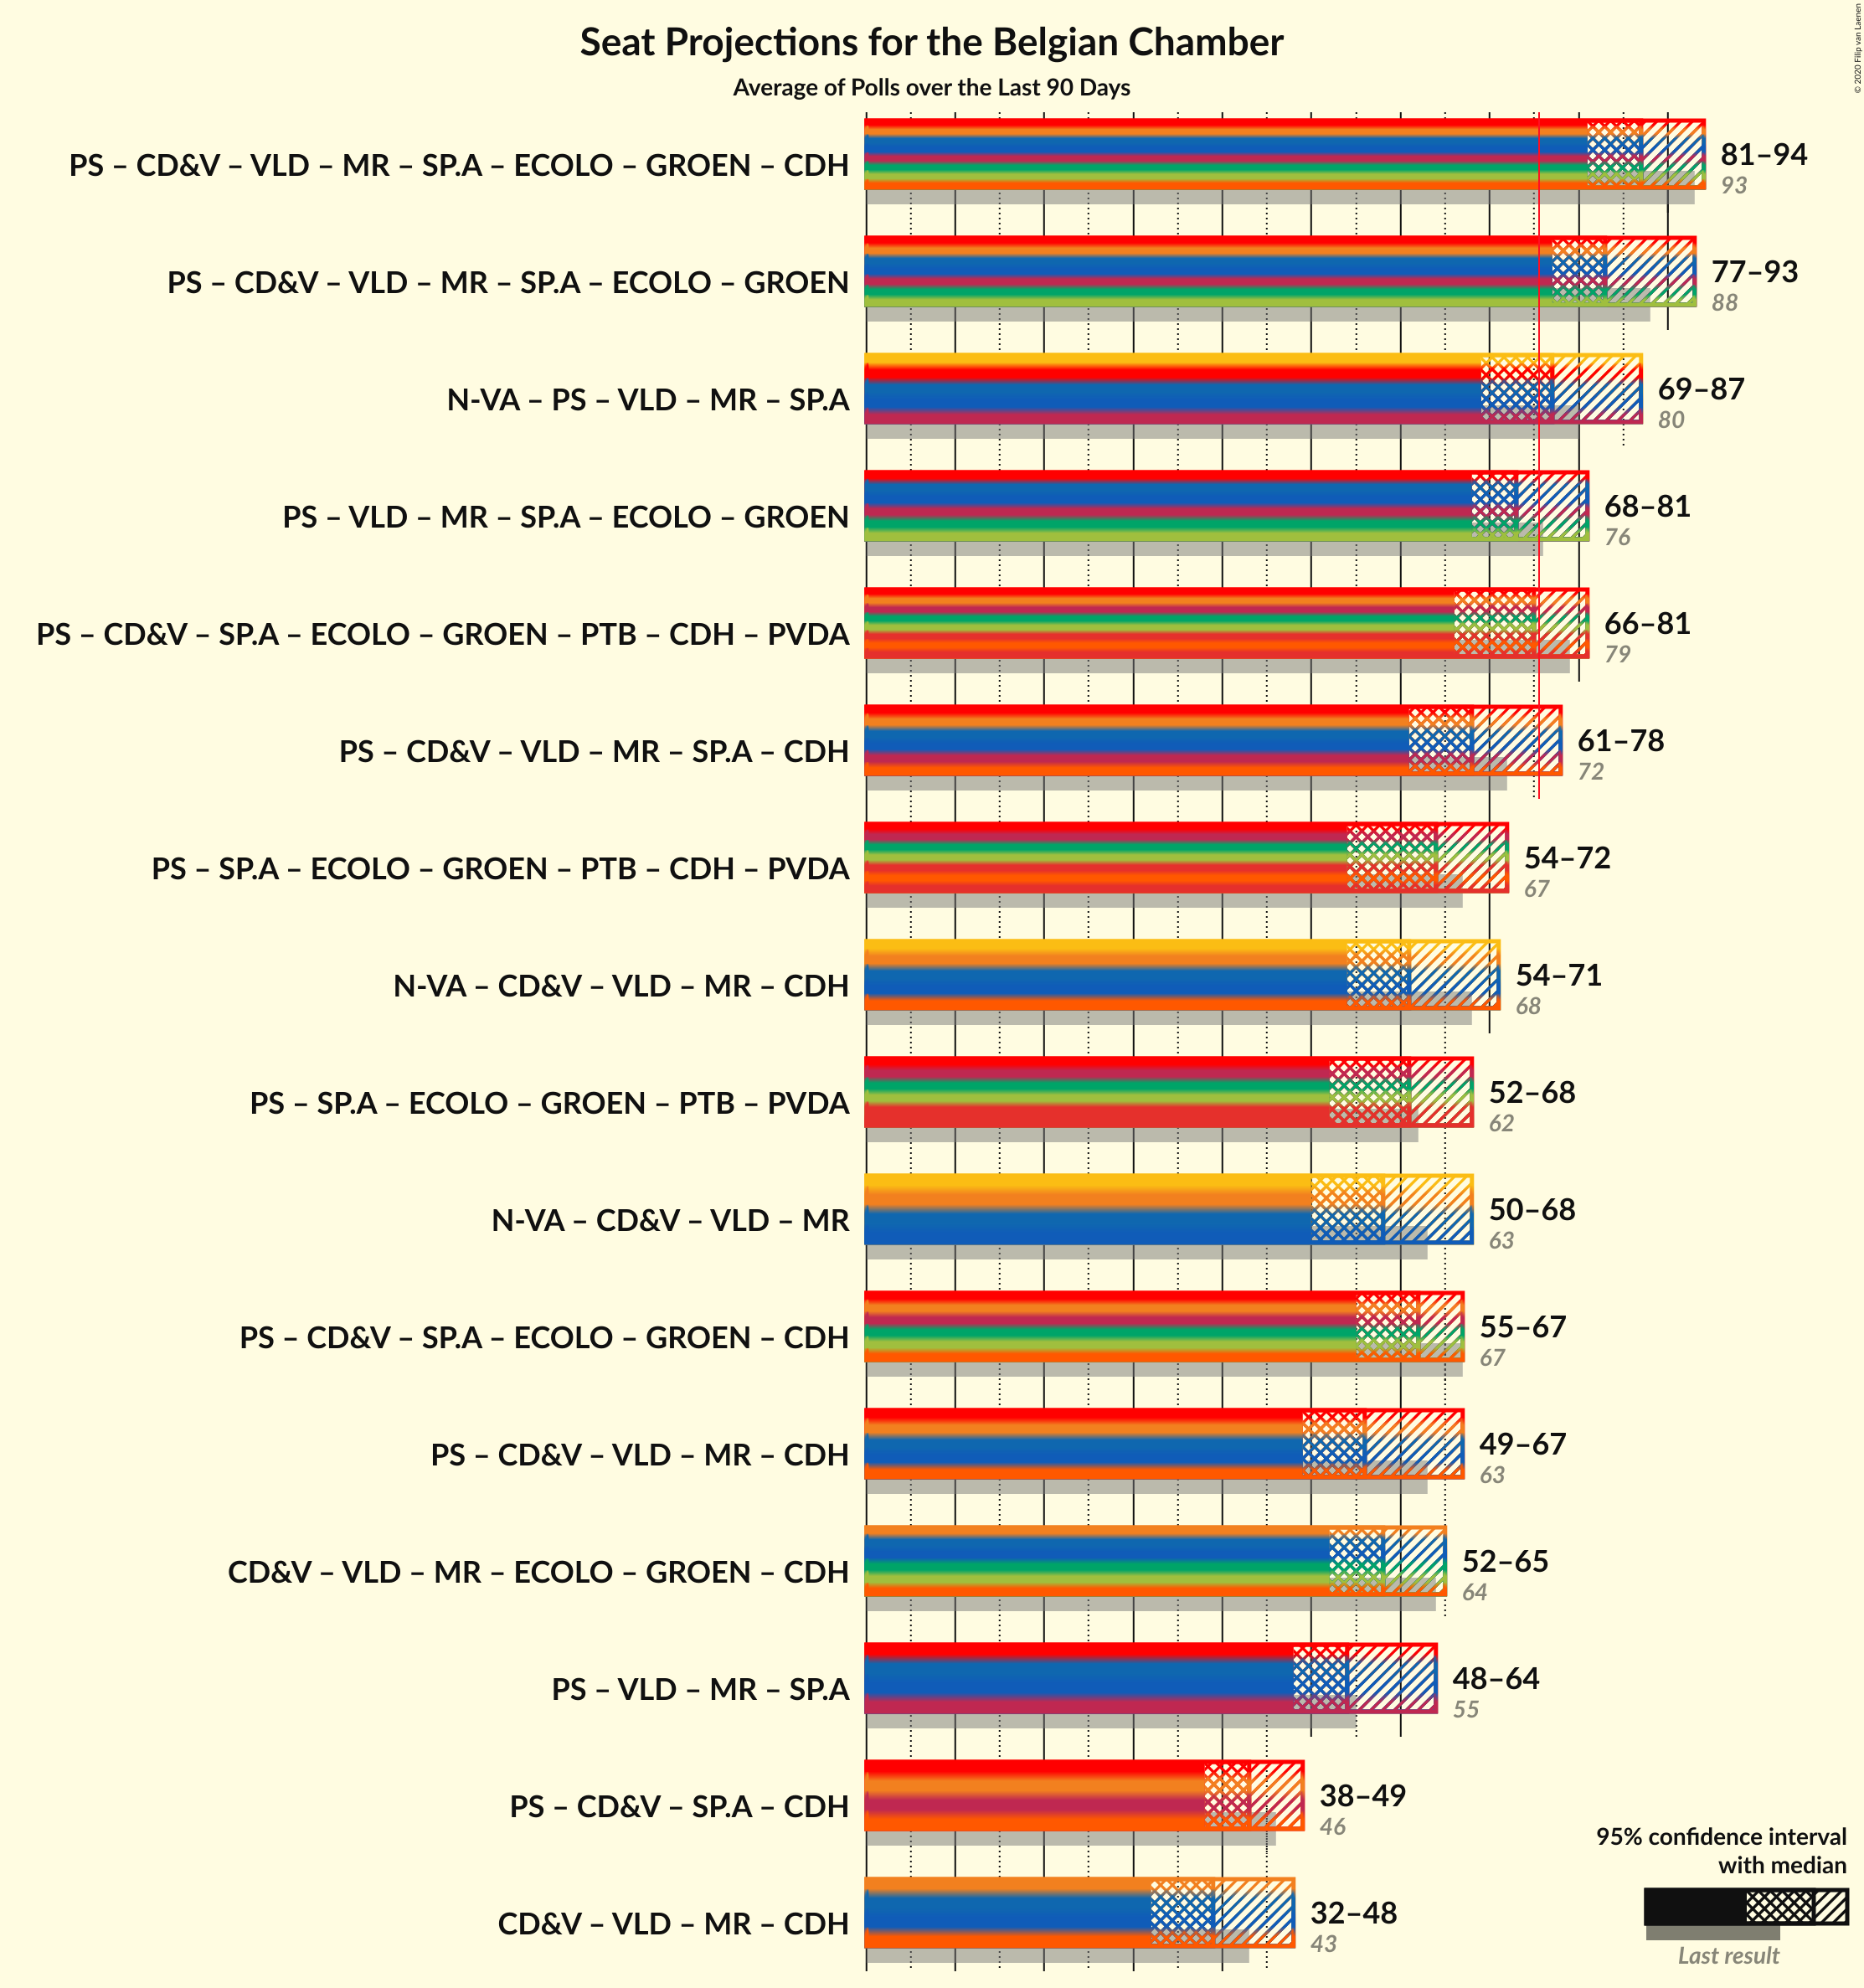 Seat Projections for the Belgian Chamber
Average of Polls over the Last 90 Days
© 2020 Filip van Laenen
PS – CD&V – VLD – MR – SP.A – ECOLO – GROEN – CDH
81–94
93
PS – CD&V – VLD – MR – SP.A – ECOLO – GROEN
77–93
88
N-VA – PS – VLD – MR – SP.A
69–87
80
PS – VLD – MR – SP.A – ECOLO – GROEN
68–81
76
PS – CD&V – SP.A – ECOLO – GROEN – PTB – CDH – PVDA
66–81
79
PS – CD&V – VLD – MR – SP.A – CDH
61–78
72
PS – SP.A – ECOLO – GROEN – PTB – CDH – PVDA
54–72
67
N-VA – CD&V – VLD – MR – CDH
54–71
68
PS – SP.A – ECOLO – GROEN – PTB – PVDA
52–68
62
N-VA – CD&V – VLD – MR
50–68
63
PS – CD&V – SP.A – ECOLO – GROEN – CDH
55–67
67
PS – CD&V – VLD – MR – CDH
49–67
63
CD&V – VLD – MR – ECOLO – GROEN – CDH
52–65
64
PS – VLD – MR – SP.A
48–64
55
PS – CD&V – SP.A – CDH
38–49
46
CD&V – VLD – MR – CDH
32–48
43
95% confidence interval
with median
Last result